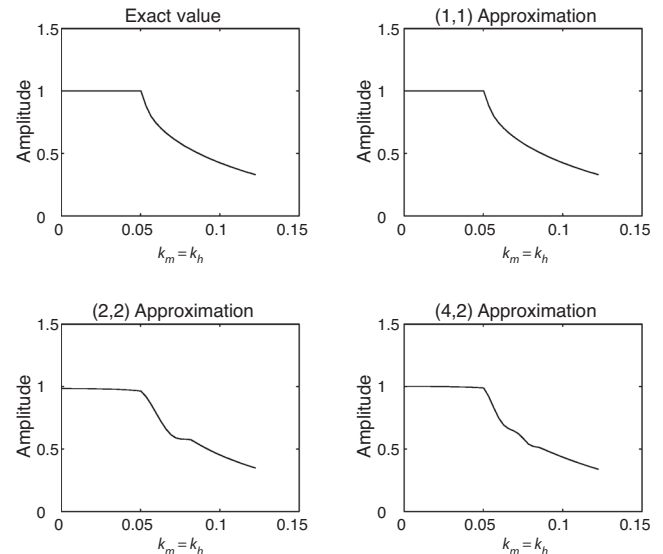 Exact value
1.5
1
0.5
0
Amplitude
0 0.05 0.1 0.15
k_m = k_h
(1,1) Approximation
1.5
1
0.5
0
Amplitude
0 0.05 0.1 0.15
k_m = k_h
(2,2) Approximation
1.5
1
0.5
0
Amplitude
0 0.05 0.1 0.15
k_m = k_h
(4,2) Approximation
1.5
1
0.5
0
Amplitude
0 0.05 0.1 0.15
k_m = k_h